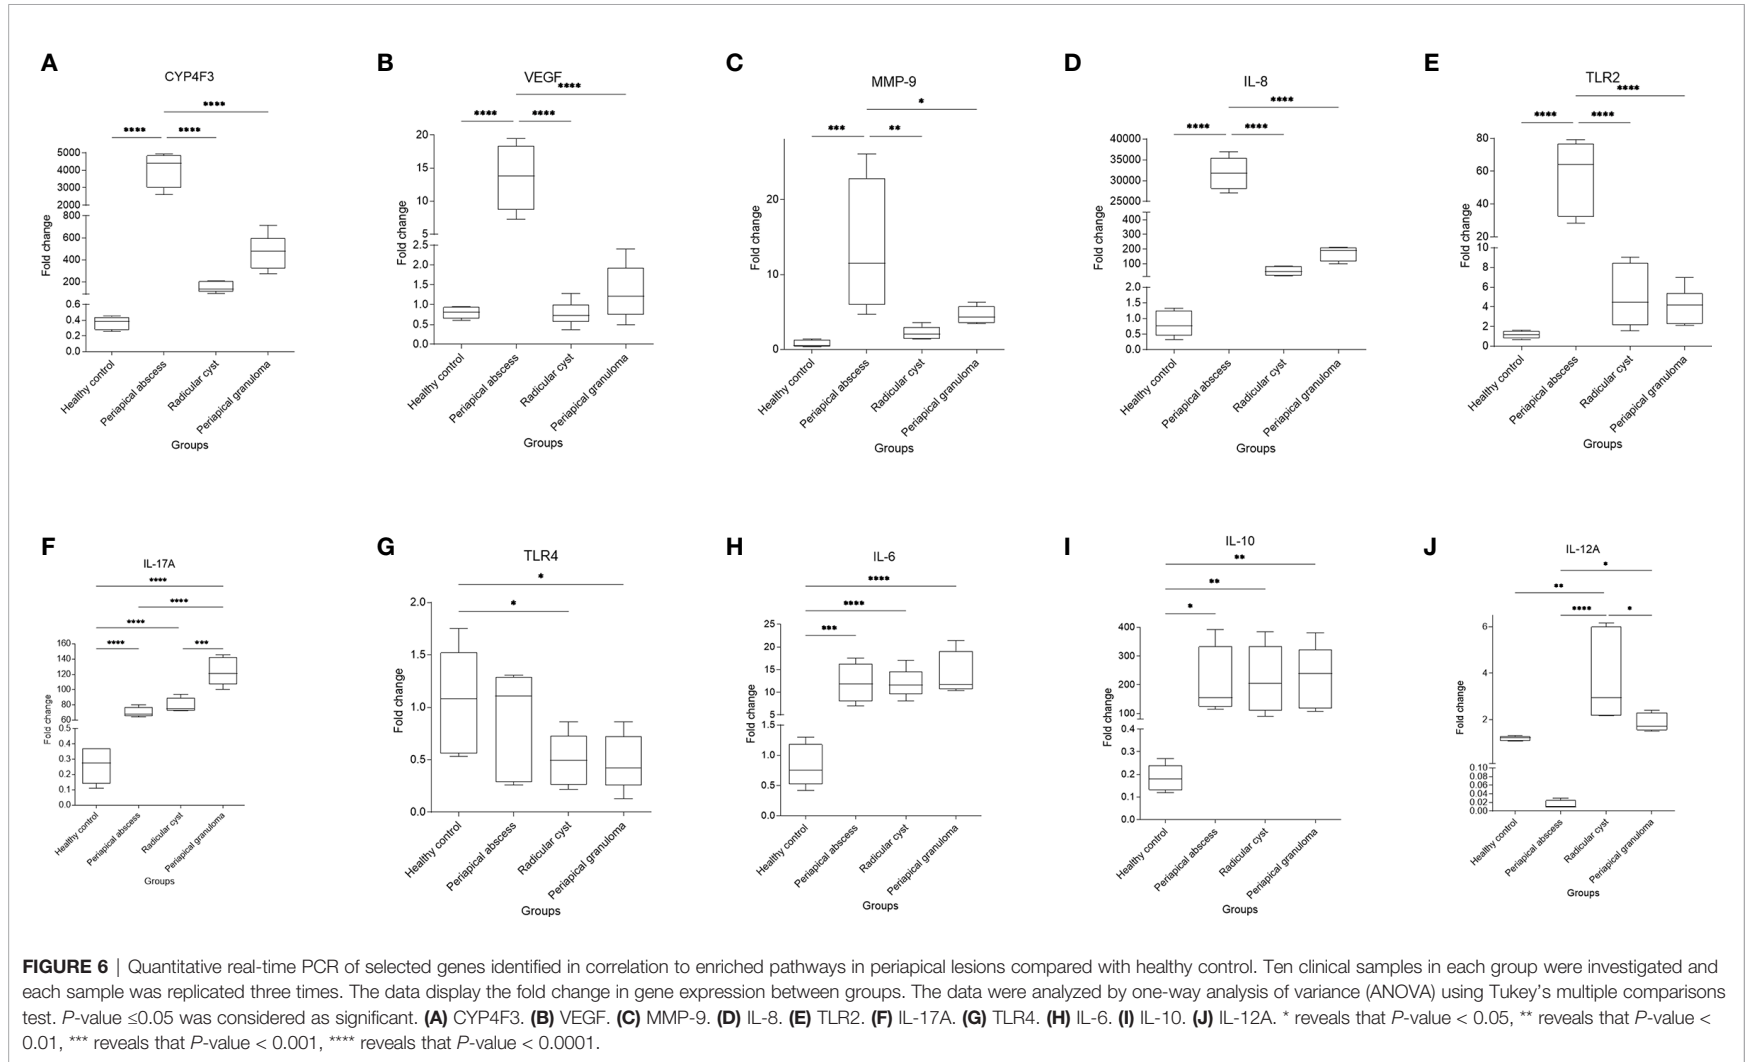 A
CYP4F3
****
**** ****
5000
4000
3000
2000
800
600
400
200
0.6
0.4
0.2
0.0
Fold change
Healthy control
Periapical abscess
Radicular cyst
Periapical granuloma
Groups
B
VEGF
****
**** ****
20
15
10
5
2.5
2.0
1.5
1.0
0.5
0.0
Fold change
Healthy control
Periapical abscess
Radicular cyst
Periapical granuloma
Groups
C
MMP-9
*
*** **
20
10
0
Fold change
Healthy control
Periapical abscess
Radicular cyst
Periapical granuloma
Groups
D
IL-8
****
**** ****
40000
35000
30000
25000
400
300
200
100
2.0
1.5
1.0
0.5
0.0
Fold change
Healthy control
Periapical abscess
Radicular cyst
Periapical granuloma
Groups
E
TLR2
****
**** ****
80
60
40
20
10
8
6
4
2
0
Fold change
Healthy control
Periapical abscess
Radicular cyst
Periapical granuloma
Groups
F
IL-17A
****
****
****
**** ***
160
140
120
100
80
60
0.5
0.4
0.3
0.2
0.1
0.0
Fold change
Healthy control
Periapical abscess
Radicular cyst
Periapical granuloma
Groups
G
TLR4
*
*
2.0
1.5
1.0
0.5
0.0
Fold change
Healthy control
Periapical abscess
Radicular cyst
Periapical granuloma
Groups
H
IL-6
****
****
***
25
20
15
10
5
1.5
1.0
0.5
0.0
Fold change
Healthy control
Periapical abscess
Radicular cyst
Periapical granuloma
Groups
I
IL-10
**
**
*
400
300
200
100
0.4
0.3
0.2
0.1
0.0
Fold change
Healthy control
Periapical abscess
Radicular cyst
Periapical granuloma
Groups
J
IL-12A
*
**
**** *
6
4
2
0.10
0.08
0.06
0.04
0.02
0.00
Fold change
Healthy control
Periapical abscess
Radicular cyst
Periapical granuloma
Groups
FIGURE 6 | Quantitative real-time PCR of selected genes identified in correlation to enriched pathways in periapical lesions compared with healthy control. Ten clinical samples in each group were investigated and
each sample was replicated three times. The data display the fold change in gene expression between groups. The data were analyzed by one-way analysis of variance (ANOVA) using Tukey's multiple comparisons
test. P-value ≤0.05 was considered as significant. (A) CYP4F3. (B) VEGF. (C) MMP-9. (D) IL-8. (E) TLR2. (F) IL-17A. (G) TLR4. (H) IL-6. (I) IL-10. (J) IL-12A. * reveals that P-value < 0.05, ** reveals that P-value <
0.01, *** reveals that P-value < 0.001, **** reveals that P-value < 0.0001.